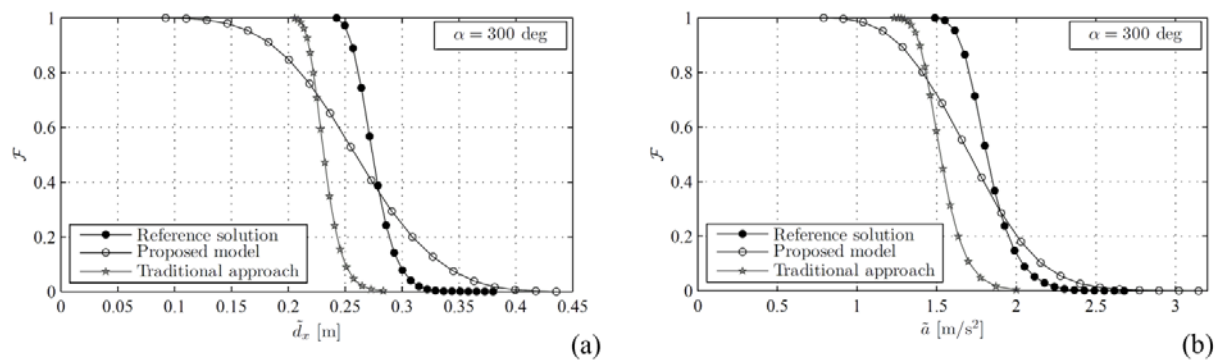 α = 300 deg
1
0.8
0.6
0.4
0.2
0
ℱ
Reference solution
Proposed model
Traditional approach
0 0.05 0.1 0.15 0.2 0.25 0.3 0.35 0.4 0.45
d̃ₓ [m]
(a)
α = 300 deg
1
0.8
0.6
0.4
0.2
0
ℱ
Reference solution
Proposed model
Traditional approach
0 0.5 1 1.5 2 2.5 3
ã [m/s²]
(b)